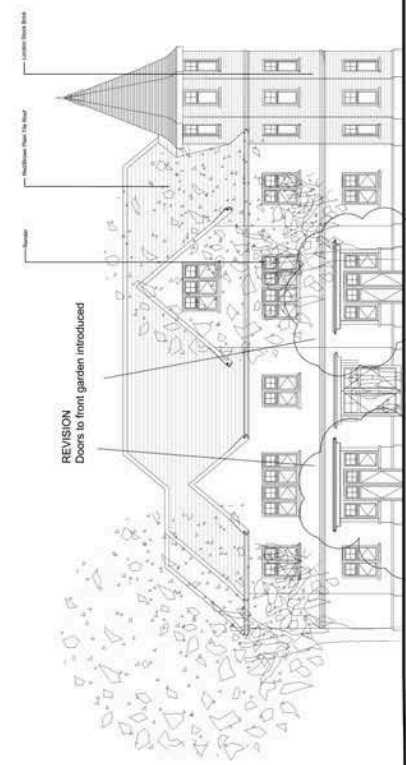 London Stock Brick
Red/Brown Plain Tile Roof
Render
REVISION
Doors to front garden introduced